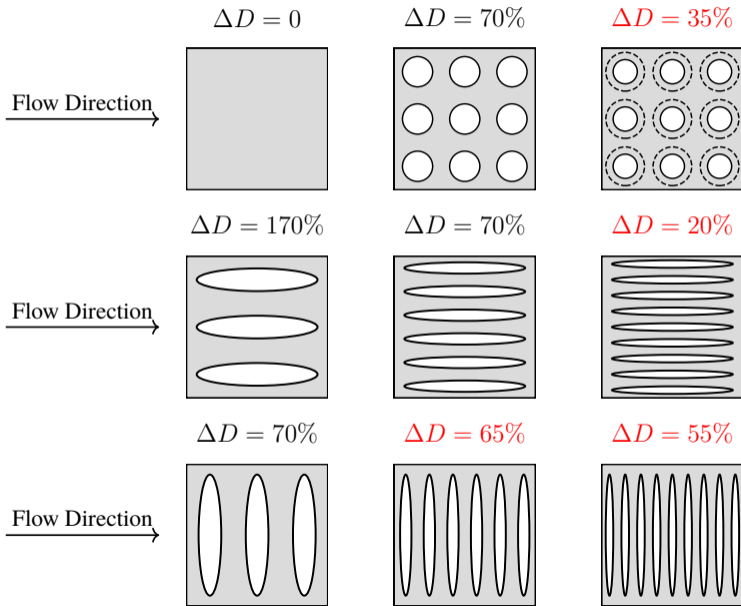 ΔD = 0 ΔD = 70% ΔD = 35%
Flow Direction
ΔD = 170% ΔD = 70% ΔD = 20%
Flow Direction
ΔD = 70% ΔD = 65% ΔD = 55%
Flow Direction